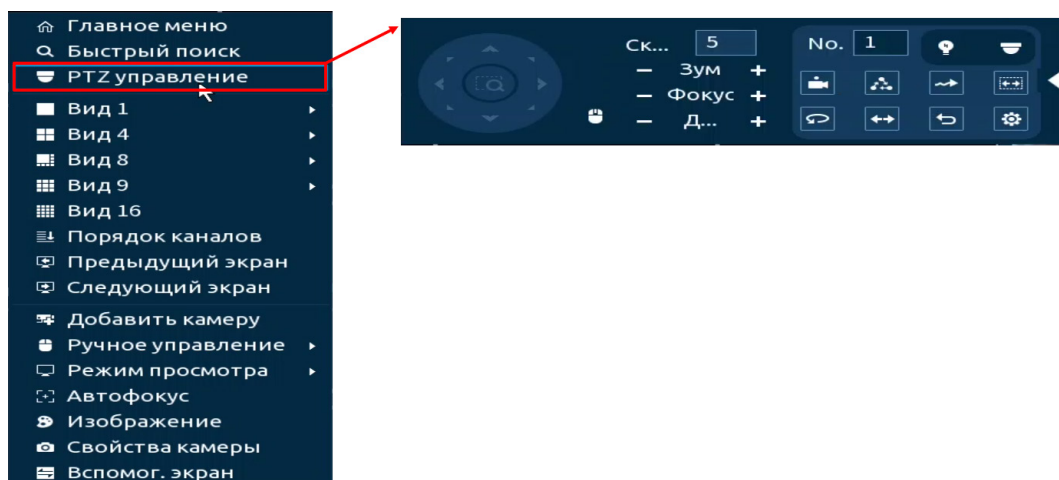 Главное меню
Быстрый поиск
PTZ управление
Вид 1
Вид 4
Вид 8
Вид 9
Вид 16
Порядок каналов
Предыдущий экран
Следующий экран
Добавить камеру
Ручное управление
Режим просмотра
Автофокус
Изображение
Свойства камеры
Вспомог. экран
Ск... 5
− Зум +
− Фокус +
− Д... +
No. 1